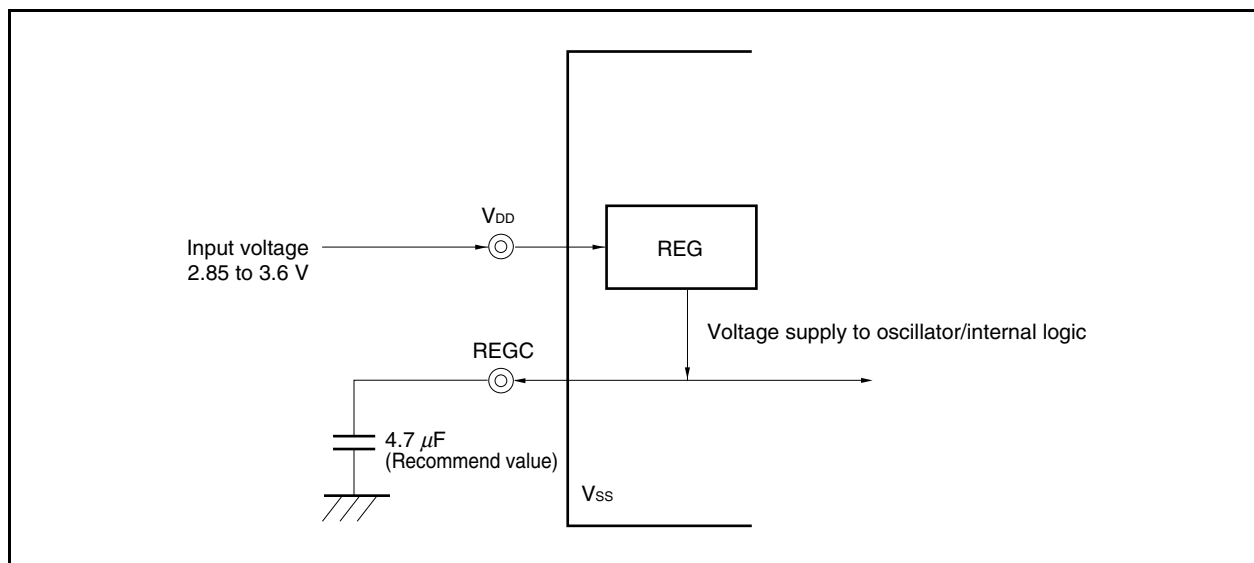 VDD
Input voltage
2.85 to 3.6 V
REG
Voltage supply to oscillator/internal logic
REGC
4.7 μF
(Recommend value)
VSS